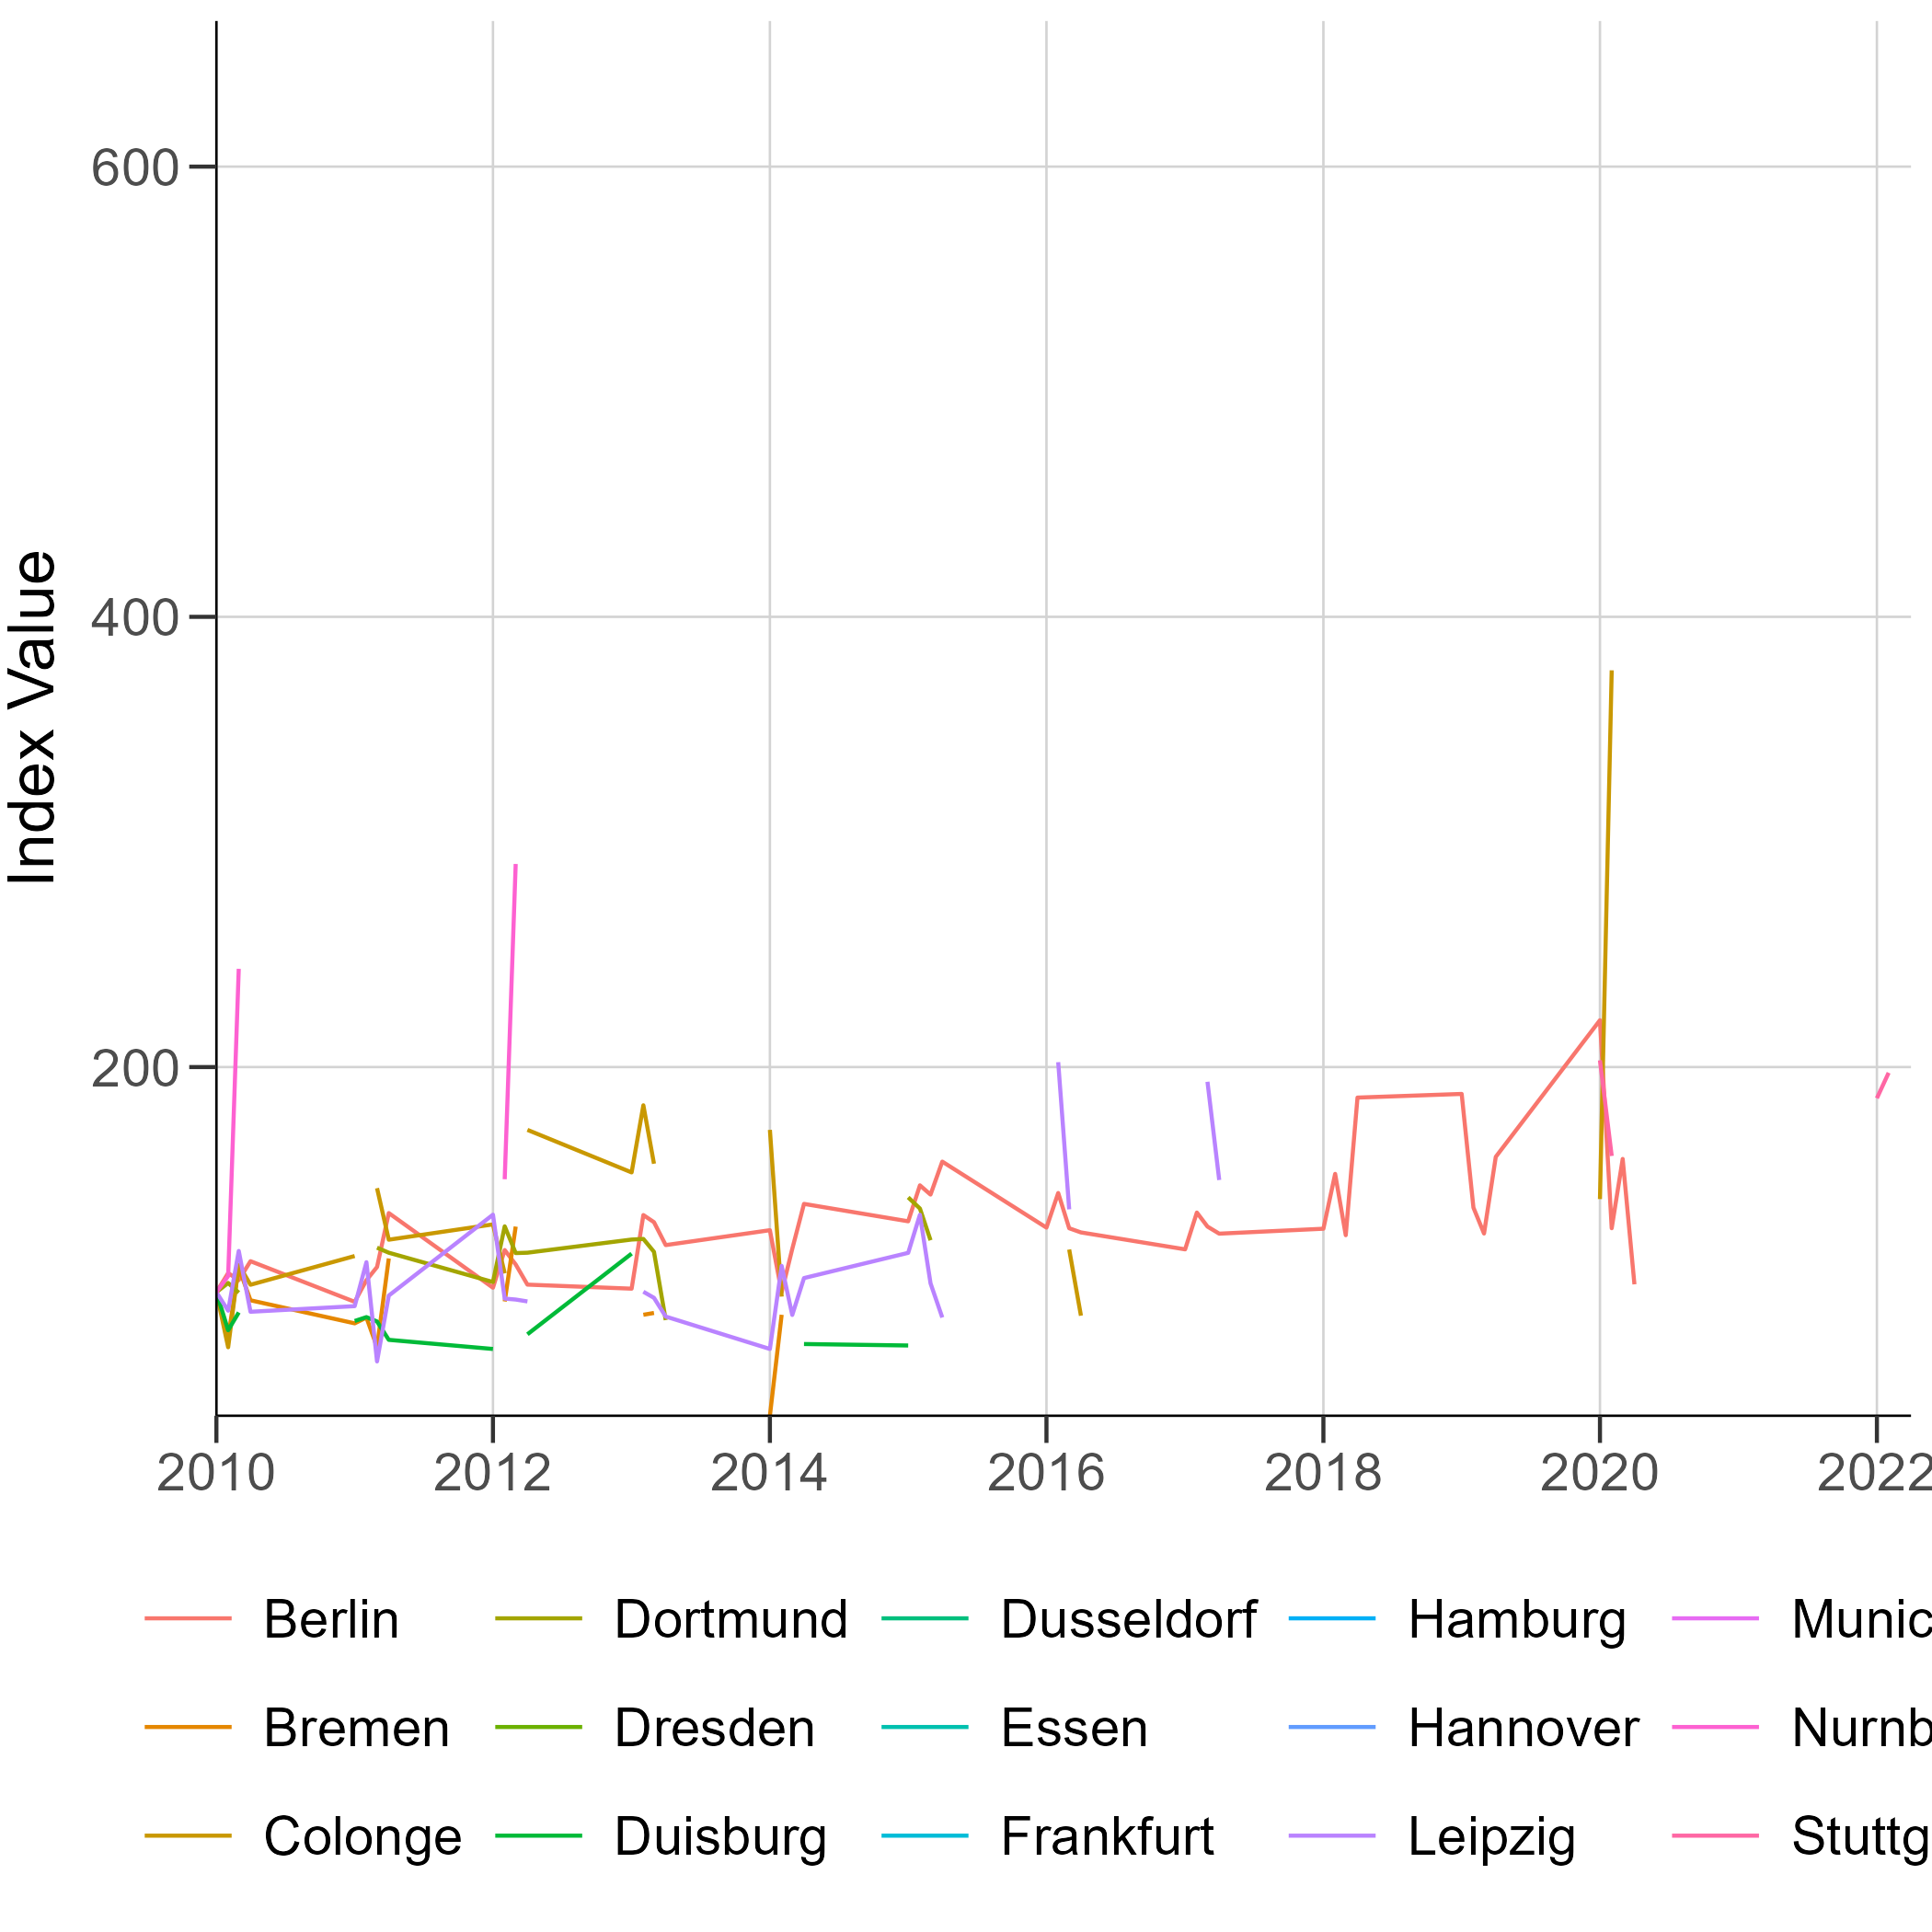 600
400
200
Index Value
2010 2012 2014 2016 2018 2020 2022
Berlin Dortmund Dusseldorf Hamburg Munic
Bremen Dresden Essen Hannover Nurnb
Colonge Duisburg Frankfurt Leipzig Stuttg